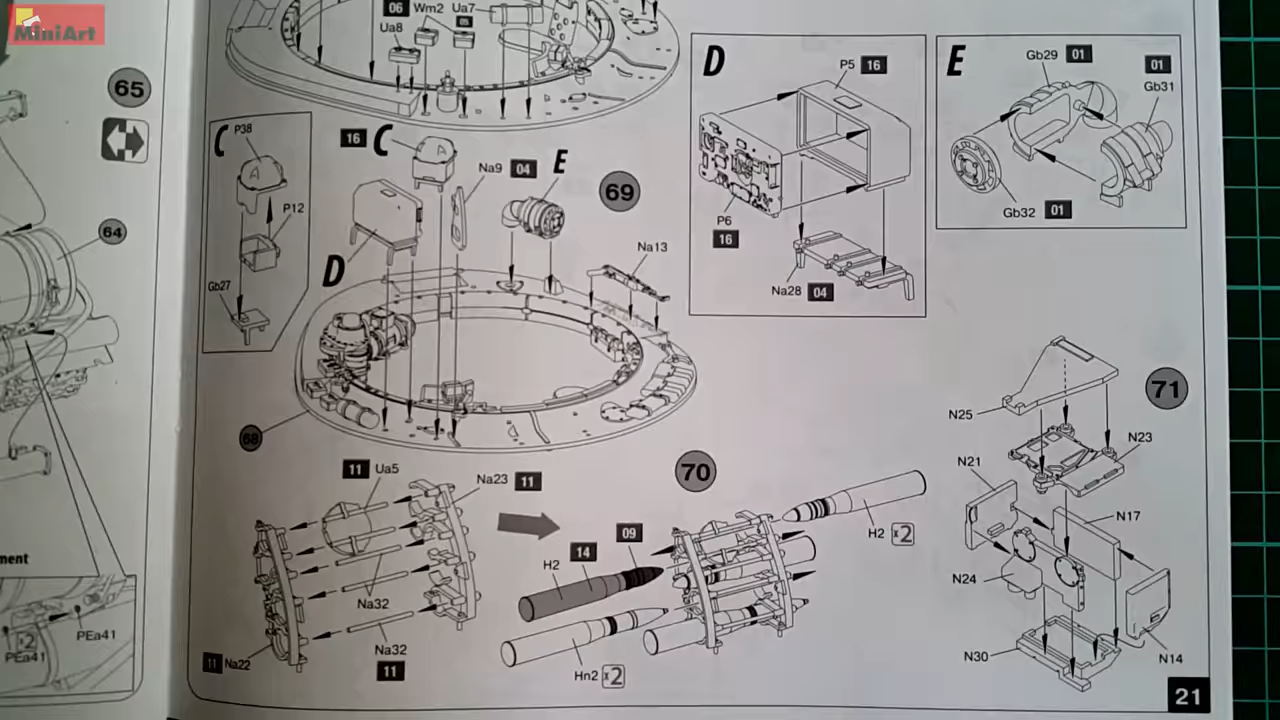 MiniArt
65
64
ment
x2
PEa41
PEa41
06
Wm2
Ua7
05
Ua8
C
P38
A
P12
Gb27
16
C
A
Na9
04
E
69
D
Na13
68
D
P5
16
P6
16
Na28
04
E
Gb29
01
01
Gb31
Gb32
01
11
Ua5
Na23
11
Na32
Na32
11
11
Na22
70
09
14
H2
H2
x2
Hn2
x2
71
N25
N23
N21
N17
N24
N30
N14
21